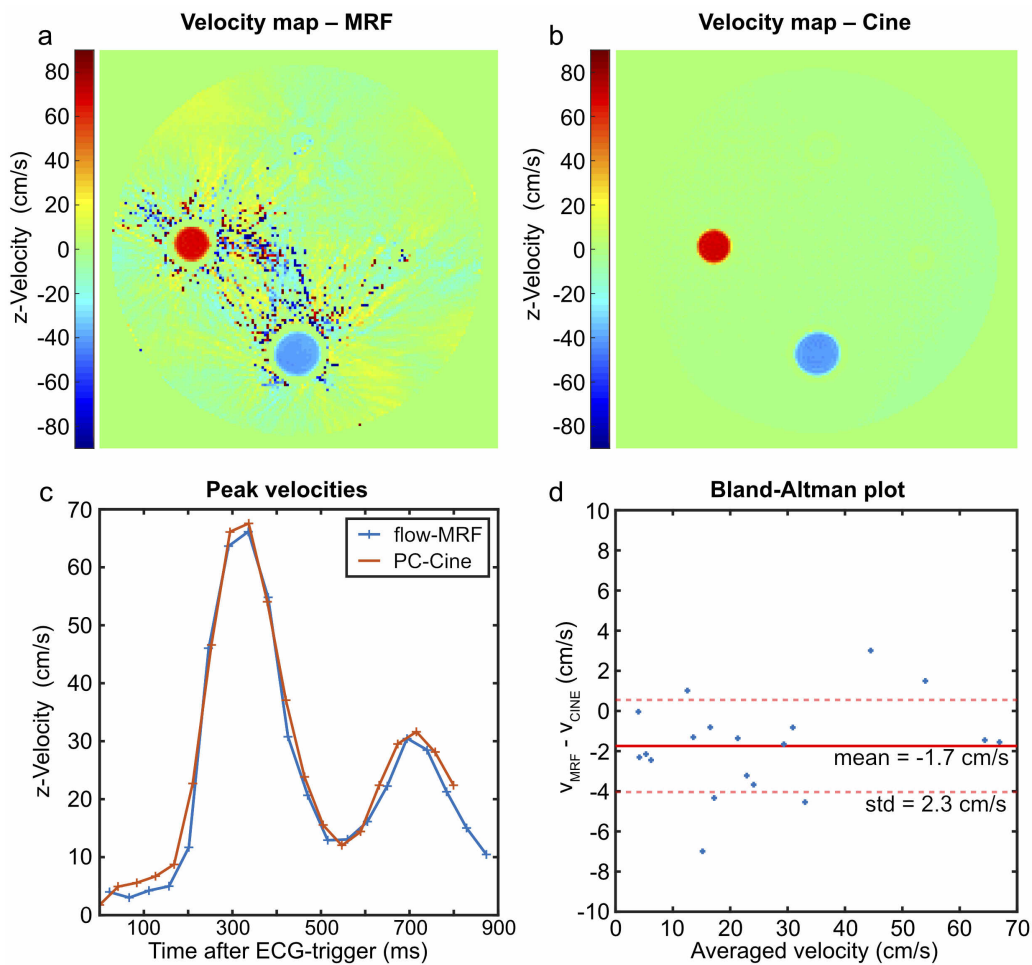 Velocity map – MRF
Velocity map – Cine
a
b
80
60
40
20
0
-20
-40
-60
-80
z-Velocity (cm/s)
80
60
40
20
0
-20
-40
-60
-80
z-Velocity (cm/s)
c
Peak velocities
70
60
50
40
30
20
10
0
z-Velocity (cm/s)
flow-MRF
PC-Cine
100 300 500 700 900
Time after ECG-trigger (ms)
d
Bland-Altman plot
10
8
6
4
2
0
-2
-4
-6
-8
-10
v_MRF - v_CINE (cm/s)
mean = -1.7 cm/s
std = 2.3 cm/s
0 10 20 30 40 50 60 70
Averaged velocity (cm/s)